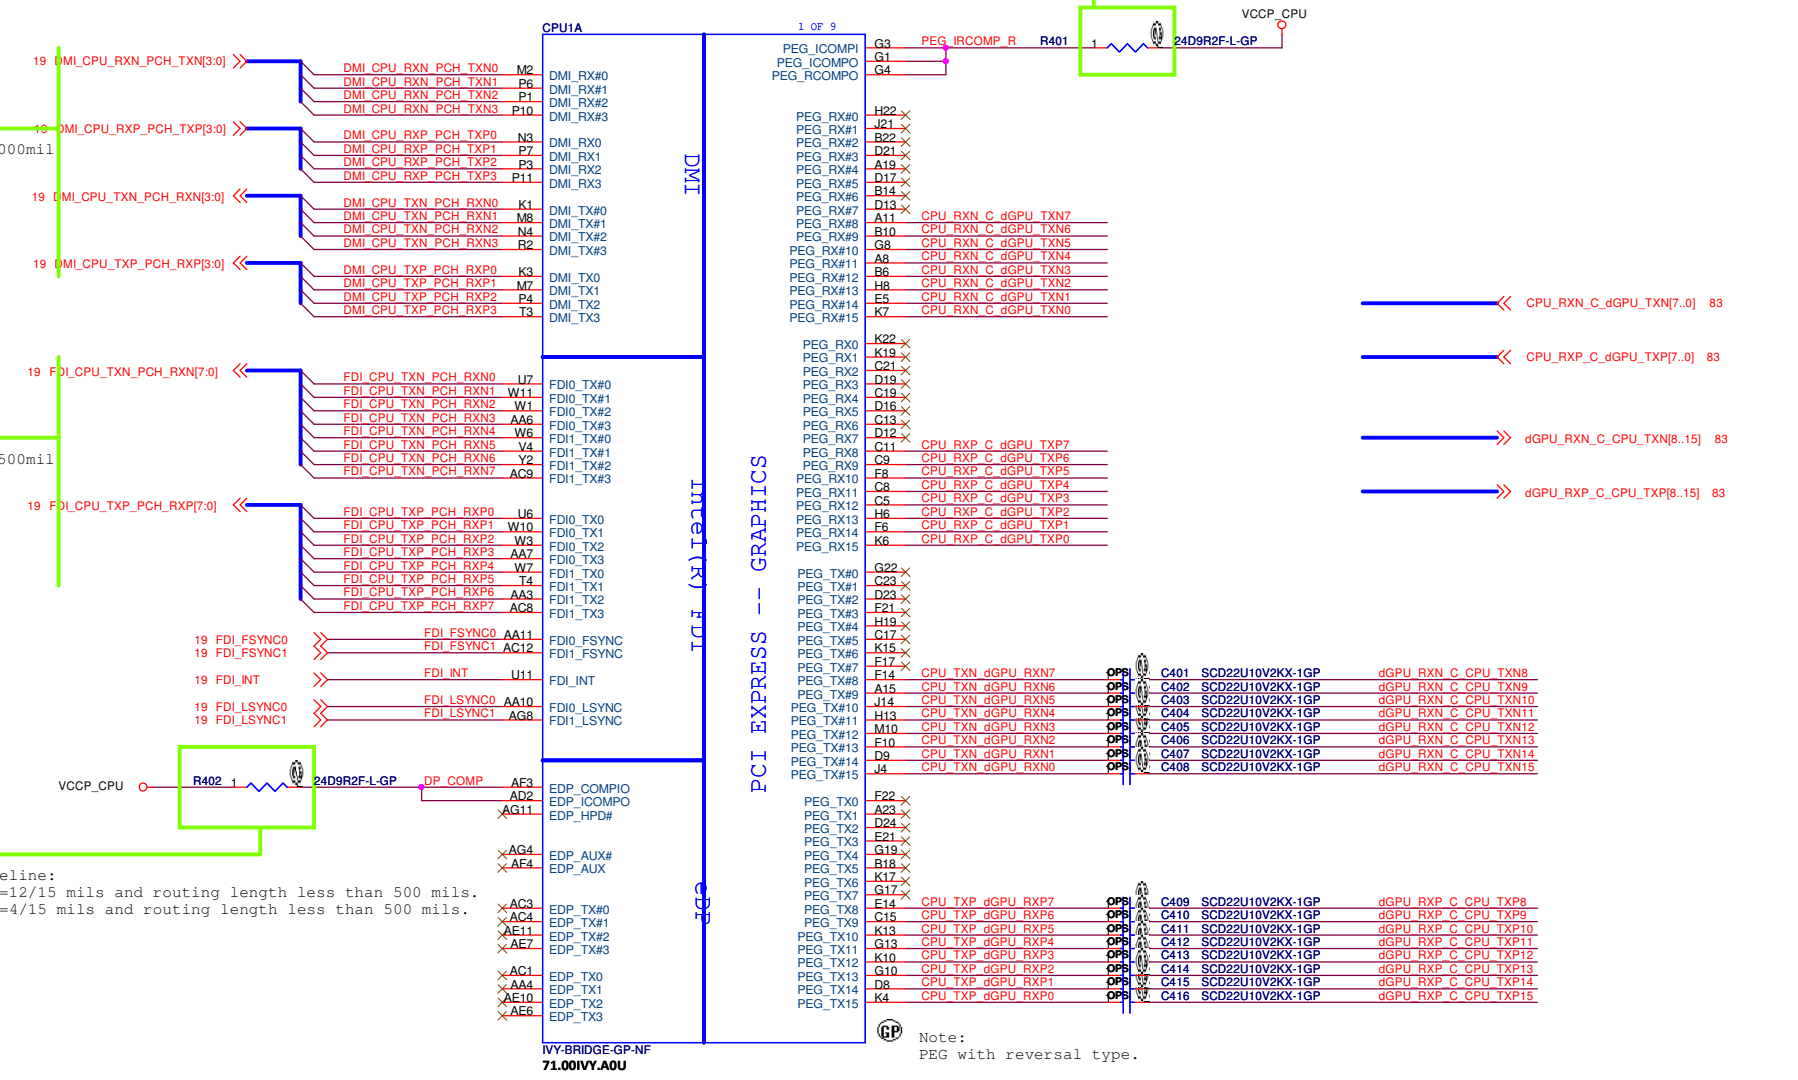 CPU1A
1 OF 9
VCCP_CPU
19 DMI_CPU_RXN_PCH_TXN[3:0]
DMI_CPU_RXN_PCH_TXN0 M2 DMI_RX#0
DMI_CPU_RXN_PCH_TXN1 P6 DMI_RX#1
DMI_CPU_RXN_PCH_TXN2 P1 DMI_RX#2
DMI_CPU_RXN_PCH_TXN3 P10 DMI_RX#3
19 DMI_CPU_RXP_PCH_TXP[3:0]
000mil
DMI_CPU_RXP_PCH_TXP0 N3 DMI_RX0
DMI_CPU_RXP_PCH_TXP1 P7 DMI_RX1
DMI_CPU_RXP_PCH_TXP2 P3 DMI_RX2
DMI_CPU_RXP_PCH_TXP3 P11 DMI_RX3
19 DMI_CPU_TXN_PCH_RXN[3:0]
DMI_CPU_TXN_PCH_RXN0 K1 DMI_TX#0
DMI_CPU_TXN_PCH_RXN1 M8 DMI_TX#1
DMI_CPU_TXN_PCH_RXN2 N4 DMI_TX#2
DMI_CPU_TXN_PCH_RXN3 R2 DMI_TX#3
19 DMI_CPU_TXP_PCH_RXP[3:0]
DMI_CPU_TXP_PCH_RXP0 K3 DMI_TX0
DMI_CPU_TXP_PCH_RXP1 M7 DMI_TX1
DMI_CPU_TXP_PCH_RXP2 P4 DMI_TX2
DMI_CPU_TXP_PCH_RXP3 T3 DMI_TX3
DMI
19 FDI_CPU_TXN_PCH_RXN[7:0]
FDI_CPU_TXN_PCH_RXN0 U7 FDI0_TX#0
FDI_CPU_TXN_PCH_RXN1 W11 FDI0_TX#1
FDI_CPU_TXN_PCH_RXN2 W1 FDI0_TX#2
FDI_CPU_TXN_PCH_RXN3 AA6 FDI0_TX#3
FDI_CPU_TXN_PCH_RXN4 W6 FDI1_TX#0
FDI_CPU_TXN_PCH_RXN5 V4 FDI1_TX#1
FDI_CPU_TXN_PCH_RXN6 Y2 FDI1_TX#2
FDI_CPU_TXN_PCH_RXN7 AC9 FDI1_TX#3
500mil
19 FDI_CPU_TXP_PCH_RXP[7:0]
FDI_CPU_TXP_PCH_RXP0 U6 FDI0_TX0
FDI_CPU_TXP_PCH_RXP1 W10 FDI0_TX1
FDI_CPU_TXP_PCH_RXP2 W3 FDI0_TX2
FDI_CPU_TXP_PCH_RXP3 AA7 FDI0_TX3
FDI_CPU_TXP_PCH_RXP4 W7 FDI1_TX0
FDI_CPU_TXP_PCH_RXP5 T4 FDI1_TX1
FDI_CPU_TXP_PCH_RXP6 AA3 FDI1_TX2
FDI_CPU_TXP_PCH_RXP7 AC8 FDI1_TX3
19 FDI_FSYNC0 FDI_FSYNC0 AA11 FDI0_FSYNC
19 FDI_FSYNC1 FDI_FSYNC1 AC12 FDI1_FSYNC
19 FDI_INT FDI_INT U11 FDI_INT
19 FDI_LSYNC0 FDI_LSYNC0 AA10 FDI0_LSYNC
19 FDI_LSYNC1 FDI_LSYNC1 AG8 FDI1_LSYNC
Intel(R) FDI
VCCP_CPU R402 1 24D9R2F-L-GP DP_COMP AF3 EDP_COMPIO
AD2 EDP_ICOMPO
AG11 EDP_HPD#
AG4 EDP_AUX#
AF4 EDP_AUX
eline:
=12/15 mils and routing length less than 500 mils.
=4/15 mils and routing length less than 500 mils.
AC3 EDP_TX#0
AC4 EDP_TX#1
AE11 EDP_TX#2
AE7 EDP_TX#3
AC1 EDP_TX0
AA4 EDP_TX1
AE10 EDP_TX2
AE6 EDP_TX3
eDP
PCI EXPRESS -- GRAPHICS
PEG_ICOMPI G3 PEG_IRCOMP_R R401 1 24D9R2F-L-GP
PEG_ICOMPO G1
PEG_RCOMPO G4
PEG_RX#0 H22
PEG_RX#1 J21
PEG_RX#2 B22
PEG_RX#3 D21
PEG_RX#4 A19
PEG_RX#5 D17
PEG_RX#6 B14
PEG_RX#7 D13
PEG_RX#8 A11 CPU_RXN_C_dGPU_TXN7
PEG_RX#9 B10 CPU_RXN_C_dGPU_TXN6
PEG_RX#10 G8 CPU_RXN_C_dGPU_TXN5
PEG_RX#11 A8 CPU_RXN_C_dGPU_TXN4
PEG_RX#12 B6 CPU_RXN_C_dGPU_TXN3
PEG_RX#13 H8 CPU_RXN_C_dGPU_TXN2
PEG_RX#14 E5 CPU_RXN_C_dGPU_TXN1
PEG_RX#15 K7 CPU_RXN_C_dGPU_TXN0
PEG_RX0 K22
PEG_RX1 K19
PEG_RX2 C21
PEG_RX3 D19
PEG_RX4 C19
PEG_RX5 D16
PEG_RX6 C13
PEG_RX7 D12
PEG_RX8 C11 CPU_RXP_C_dGPU_TXP7
PEG_RX9 C9 CPU_RXP_C_dGPU_TXP6
PEG_RX10 F8 CPU_RXP_C_dGPU_TXP5
PEG_RX11 C8 CPU_RXP_C_dGPU_TXP4
PEG_RX12 C5 CPU_RXP_C_dGPU_TXP3
PEG_RX13 H6 CPU_RXP_C_dGPU_TXP2
PEG_RX14 F6 CPU_RXP_C_dGPU_TXP1
PEG_RX15 K6 CPU_RXP_C_dGPU_TXP0
CPU_RXN_C_dGPU_TXN[7..0] 83
CPU_RXP_C_dGPU_TXP[7..0] 83
dGPU_RXN_C_CPU_TXN[8..15] 83
dGPU_RXP_C_CPU_TXP[8..15] 83
PEG_TX#0 G22
PEG_TX#1 C23
PEG_TX#2 D23
PEG_TX#3 F21
PEG_TX#4 H19
PEG_TX#5 C17
PEG_TX#6 K15
PEG_TX#7 F17
PEG_TX#8 F14 CPU_TXN_dGPU_RXN7 OPS C401 SCD22U10V2KX-1GP dGPU_RXN_C_CPU_TXN8
PEG_TX#9 A15 CPU_TXN_dGPU_RXN6 OPS C402 SCD22U10V2KX-1GP dGPU_RXN_C_CPU_TXN9
PEG_TX#10 J14 CPU_TXN_dGPU_RXN5 OPS C403 SCD22U10V2KX-1GP dGPU_RXN_C_CPU_TXN10
PEG_TX#11 H13 CPU_TXN_dGPU_RXN4 OPS C404 SCD22U10V2KX-1GP dGPU_RXN_C_CPU_TXN11
PEG_TX#12 M10 CPU_TXN_dGPU_RXN3 OPS C405 SCD22U10V2KX-1GP dGPU_RXN_C_CPU_TXN12
PEG_TX#13 F10 CPU_TXN_dGPU_RXN2 OPS C406 SCD22U10V2KX-1GP dGPU_RXN_C_CPU_TXN13
PEG_TX#14 D9 CPU_TXN_dGPU_RXN1 OPS C407 SCD22U10V2KX-1GP dGPU_RXN_C_CPU_TXN14
PEG_TX#15 J4 CPU_TXN_dGPU_RXN0 OPS C408 SCD22U10V2KX-1GP dGPU_RXN_C_CPU_TXN15
PEG_TX0 F22
PEG_TX1 A23
PEG_TX2 D24
PEG_TX3 E21
PEG_TX4 G19
PEG_TX5 B18
PEG_TX6 K17
PEG_TX7 G17
PEG_TX8 E14 CPU_TXP_dGPU_RXP7 OPS C409 SCD22U10V2KX-1GP dGPU_RXP_C_CPU_TXP8
PEG_TX9 C15 CPU_TXP_dGPU_RXP6 OPS C410 SCD22U10V2KX-1GP dGPU_RXP_C_CPU_TXP9
PEG_TX10 K13 CPU_TXP_dGPU_RXP5 OPS C411 SCD22U10V2KX-1GP dGPU_RXP_C_CPU_TXP10
PEG_TX11 G13 CPU_TXP_dGPU_RXP4 OPS C412 SCD22U10V2KX-1GP dGPU_RXP_C_CPU_TXP11
PEG_TX12 K10 CPU_TXP_dGPU_RXP3 OPS C413 SCD22U10V2KX-1GP dGPU_RXP_C_CPU_TXP12
PEG_TX13 G10 CPU_TXP_dGPU_RXP2 OPS C414 SCD22U10V2KX-1GP dGPU_RXP_C_CPU_TXP13
PEG_TX14 D8 CPU_TXP_dGPU_RXP1 OPS C415 SCD22U10V2KX-1GP dGPU_RXP_C_CPU_TXP14
PEG_TX15 K4 CPU_TXP_dGPU_RXP0 OPS C416 SCD22U10V2KX-1GP dGPU_RXP_C_CPU_TXP15
IVY-BRIDGE-GP-NF
71.00IVY.A0U
GP
Note:
PEG with reversal type.